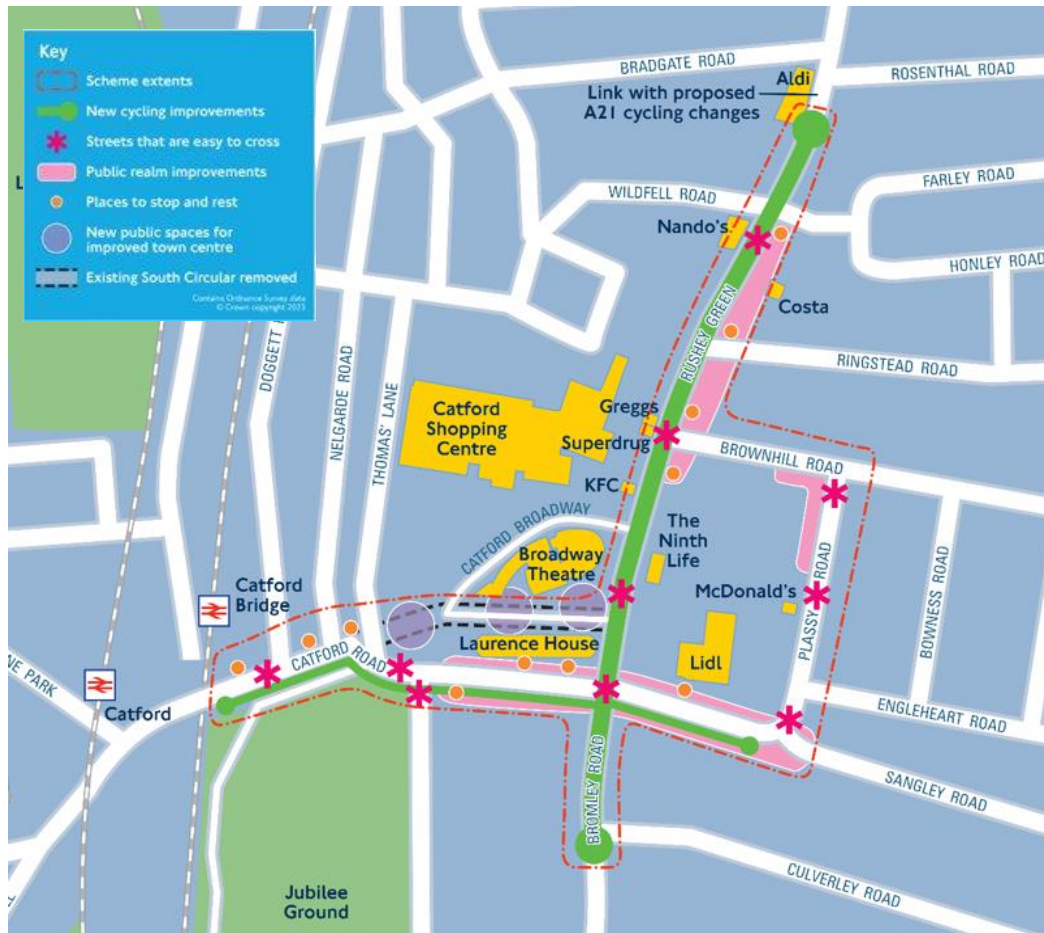 Key
Scheme extents
New cycling improvements
Streets that are easy to cross
Public realm improvements
Places to stop and rest
New public spaces for
improved town centre
Existing South Circular removed
Contains Ordnance Survey data
© Crown copyright 2023
BRADGATE ROAD
Aldi
ROSENTHAL ROAD
Link with proposed
A21 cycling changes
WILDFELL ROAD
FARLEY ROAD
Nando's
HONLEY ROAD
Costa
RUSHEY GREEN
RINGSTEAD ROAD
NELGARDE ROAD
THOMAS' LANE
Catford
Shopping
Centre
Greggs
Superdrug
BROWNHILL ROAD
KFC
CATFORD BROADWAY
The
Ninth
Life
Broadway
Theatre
McDonald's
PLASSY ROAD
BOWNESS ROAD
Catford
Bridge
CATFORD ROAD
Laurence House
Lidl
Catford
ENGLEHEART ROAD
SANGLEY ROAD
BROMLEY ROAD
CULVERLEY ROAD
Jubilee
Ground